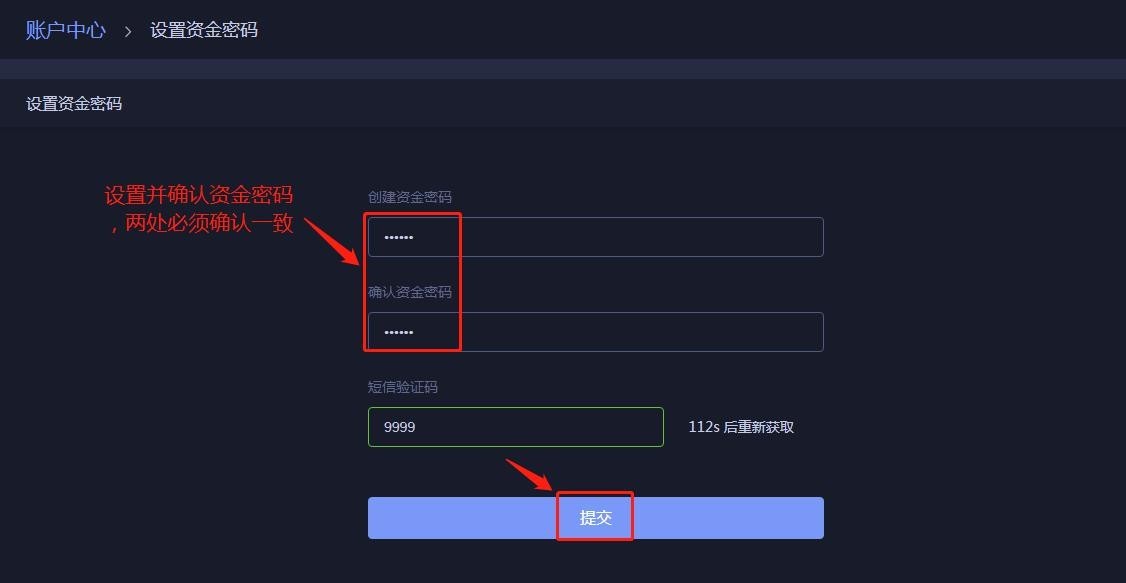 账户中心 > 设置资金密码
设置资金密码
设置并确认资金密码
，两处必须确认一致
创建资金密码
••••••
确认资金密码
••••••
短信验证码
9999
112s 后重新获取
提交